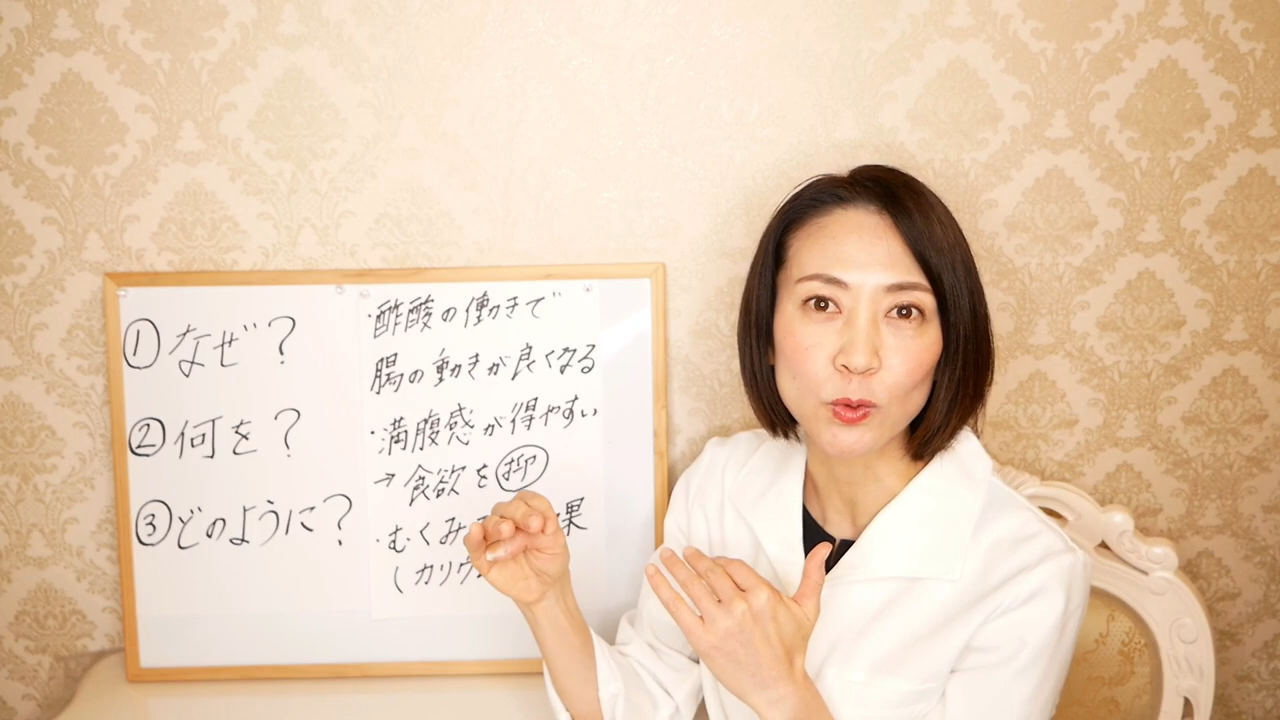 ①なぜ？
②何を？
③どのように？
・酢酸の働きで
腸の動きが良くなる
・満腹感が得やすい
→食欲を抑
・むくみ 果
(カリウ